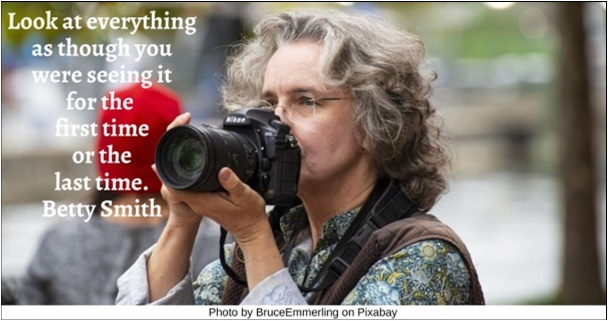 Look at everything
as though you
were seeing it
for the
first time
or the
last time.
Betty Smith
Nikon
Photo by BruceEmmerling on Pixabay